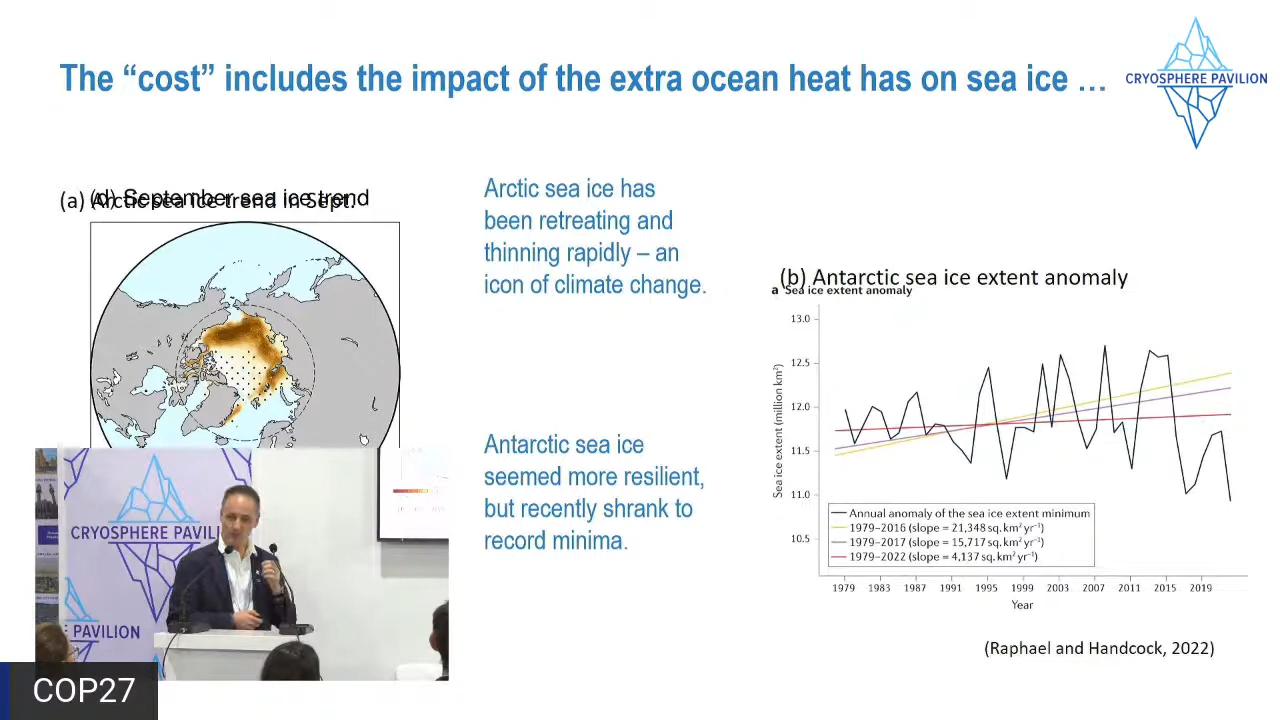 The “cost” includes the impact of the extra ocean heat has on sea ice …
CRYOSPHERE PAVILION
(a) Arctic sea ice trend in Sept.
(d) September sea ice trend
Arctic sea ice has
been retreating and
thinning rapidly – an
icon of climate change.
Antarctic sea ice
seemed more resilient,
but recently shrank to
record minima.
(b) Antarctic sea ice extent anomaly
a Sea ice extent anomaly
Sea ice extent (million km²)
13.0
12.5
12.0
11.5
11.0
10.5
Annual anomaly of the sea ice extent minimum
1979–2016 (slope = 21,348 sq. km² yr⁻¹)
1979–2017 (slope = 15,717 sq. km² yr⁻¹)
1979–2022 (slope = 4,137 sq. km² yr⁻¹)
1979 1983 1987 1991 1995 1999 2003 2007 2011 2015 2019
Year
(Raphael and Handcock, 2022)
CRYOSPHERE PAVILI
PAVILION
COP27